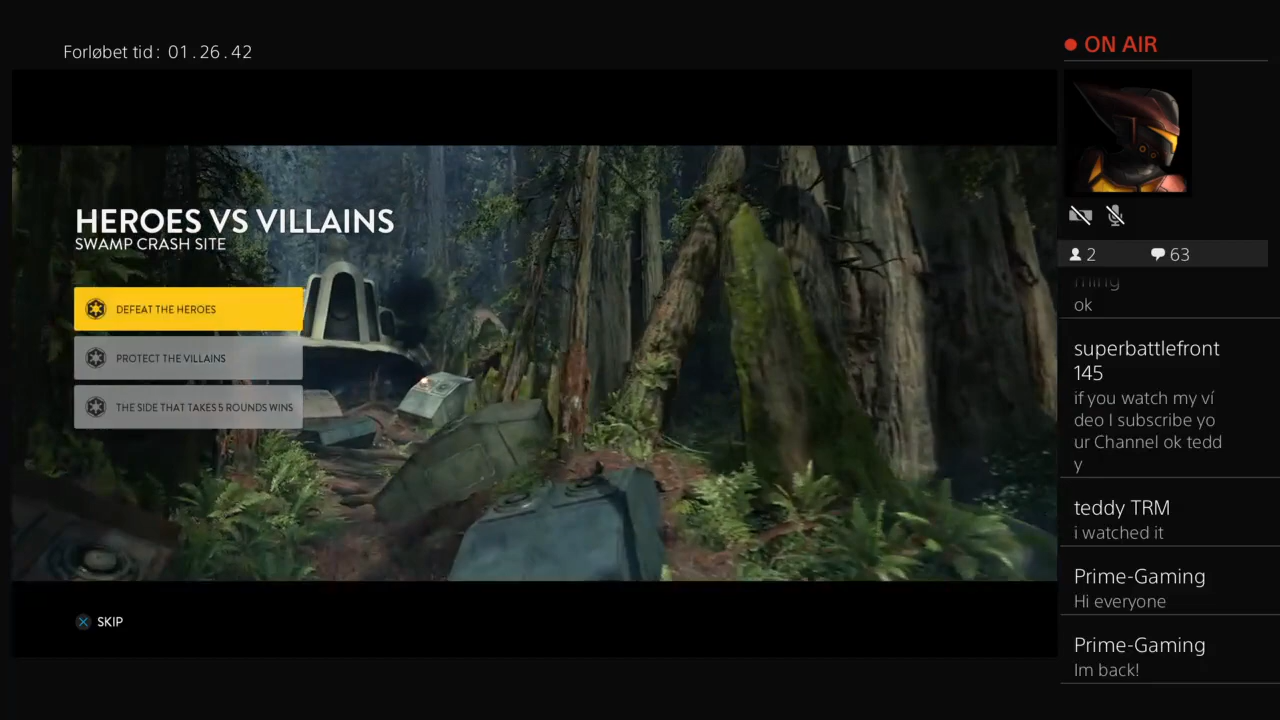 Forløbet tid: 01.26.42
ON AIR
HEROES VS VILLAINS
SWAMP CRASH SITE
DEFEAT THE HEROES
PROTECT THE VILLAINS
THE SIDE THAT TAKES 5 ROUNDS WINS
SKIP
2
63
ok
superbattlefront
145
if you watch my ví
deo I subscribe yo
ur Channel ok tedd
y
teddy TRM
i watched it
Prime-Gaming
Hi everyone
Prime-Gaming
Im back!